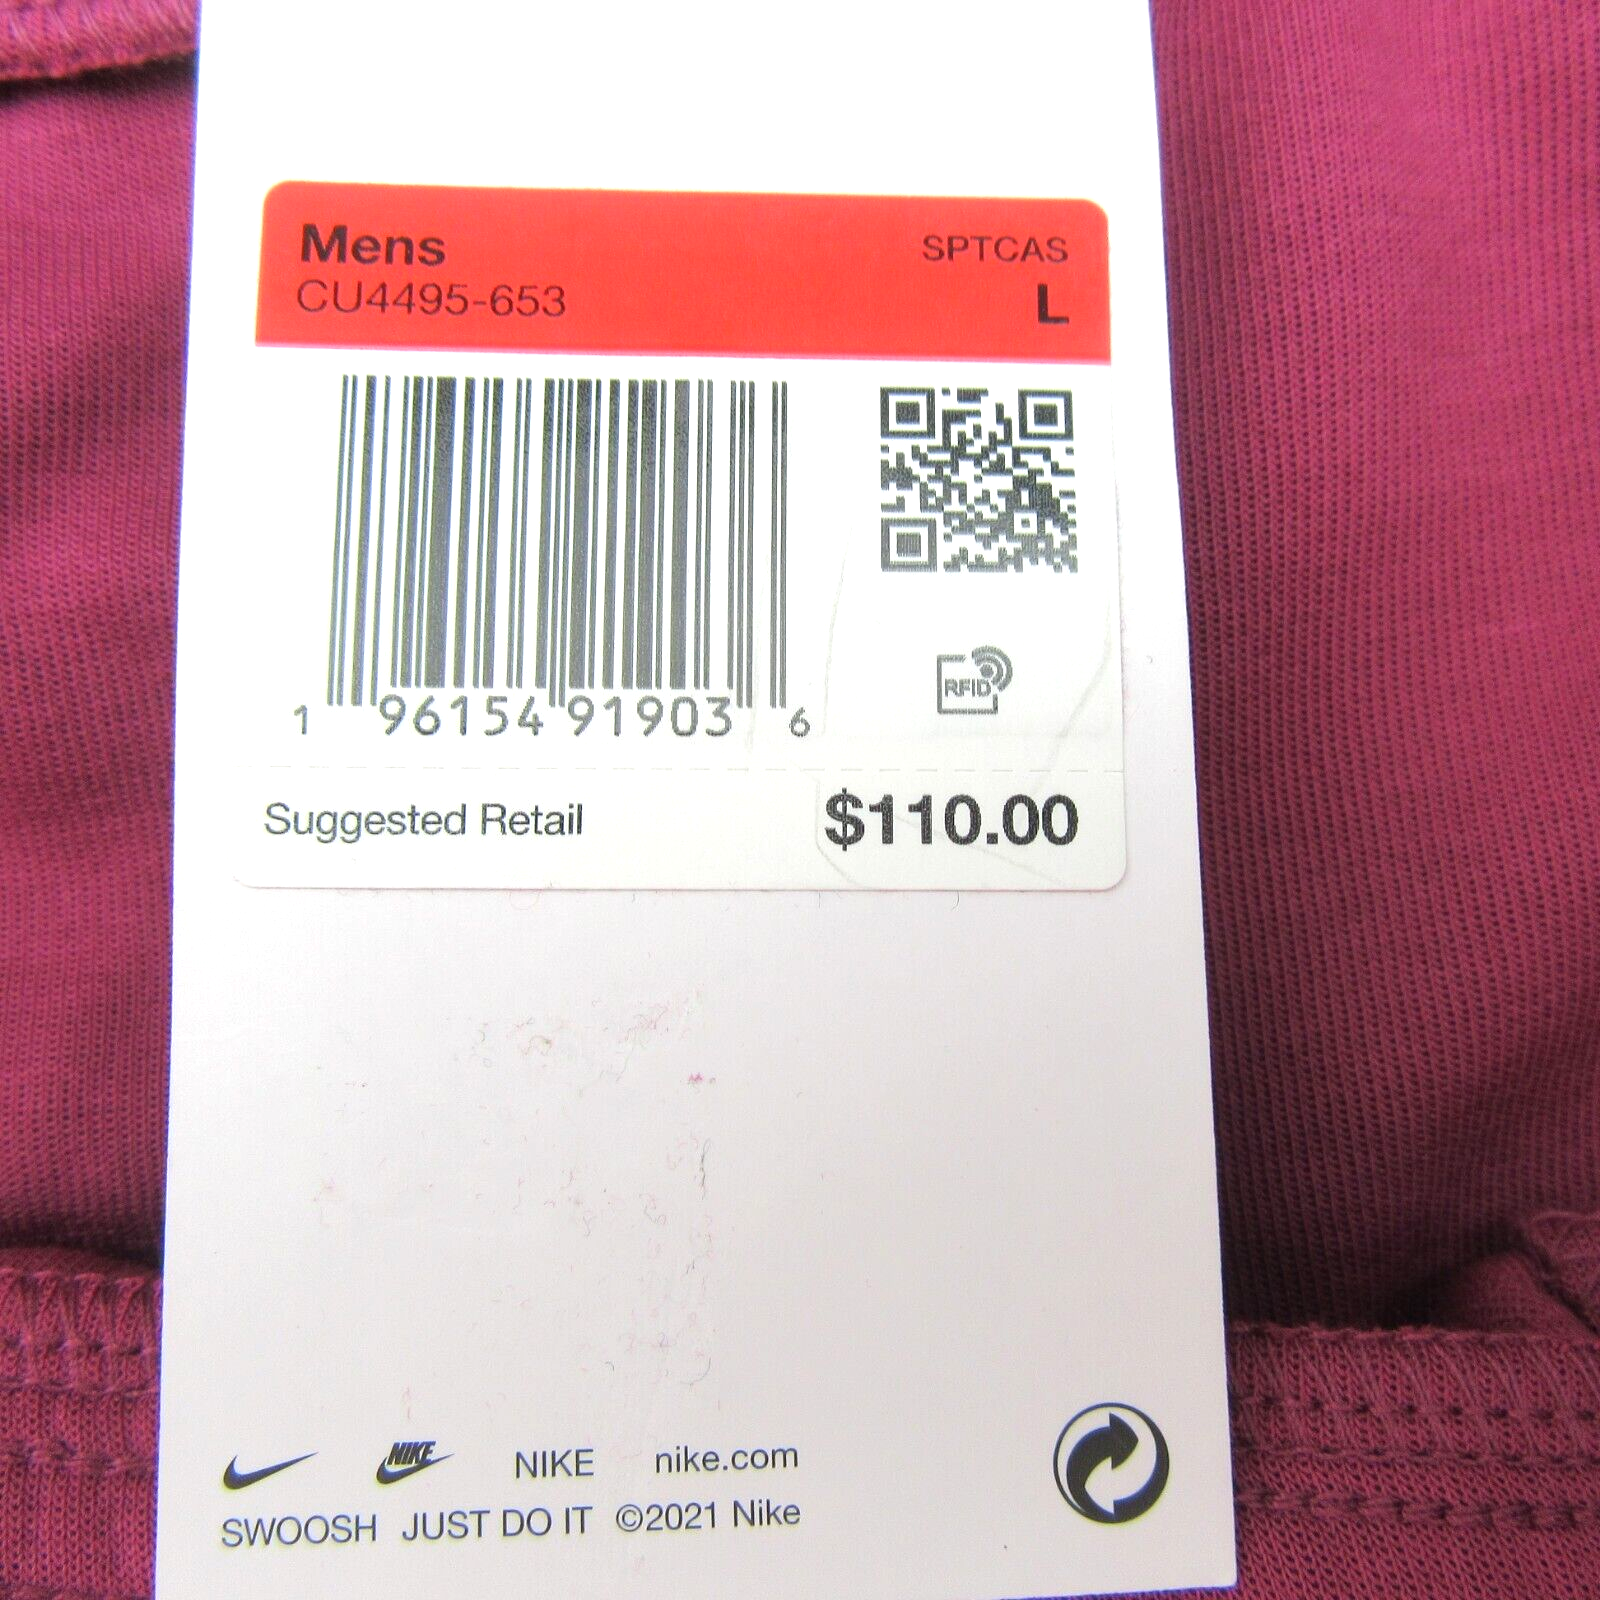 Mens SPTCAS
CU4495-653 L
1 96154 91903 6
RFID
Suggested Retail $110.00
NIKE NIKE nike.com
SWOOSH JUST DO IT ©2021 Nike